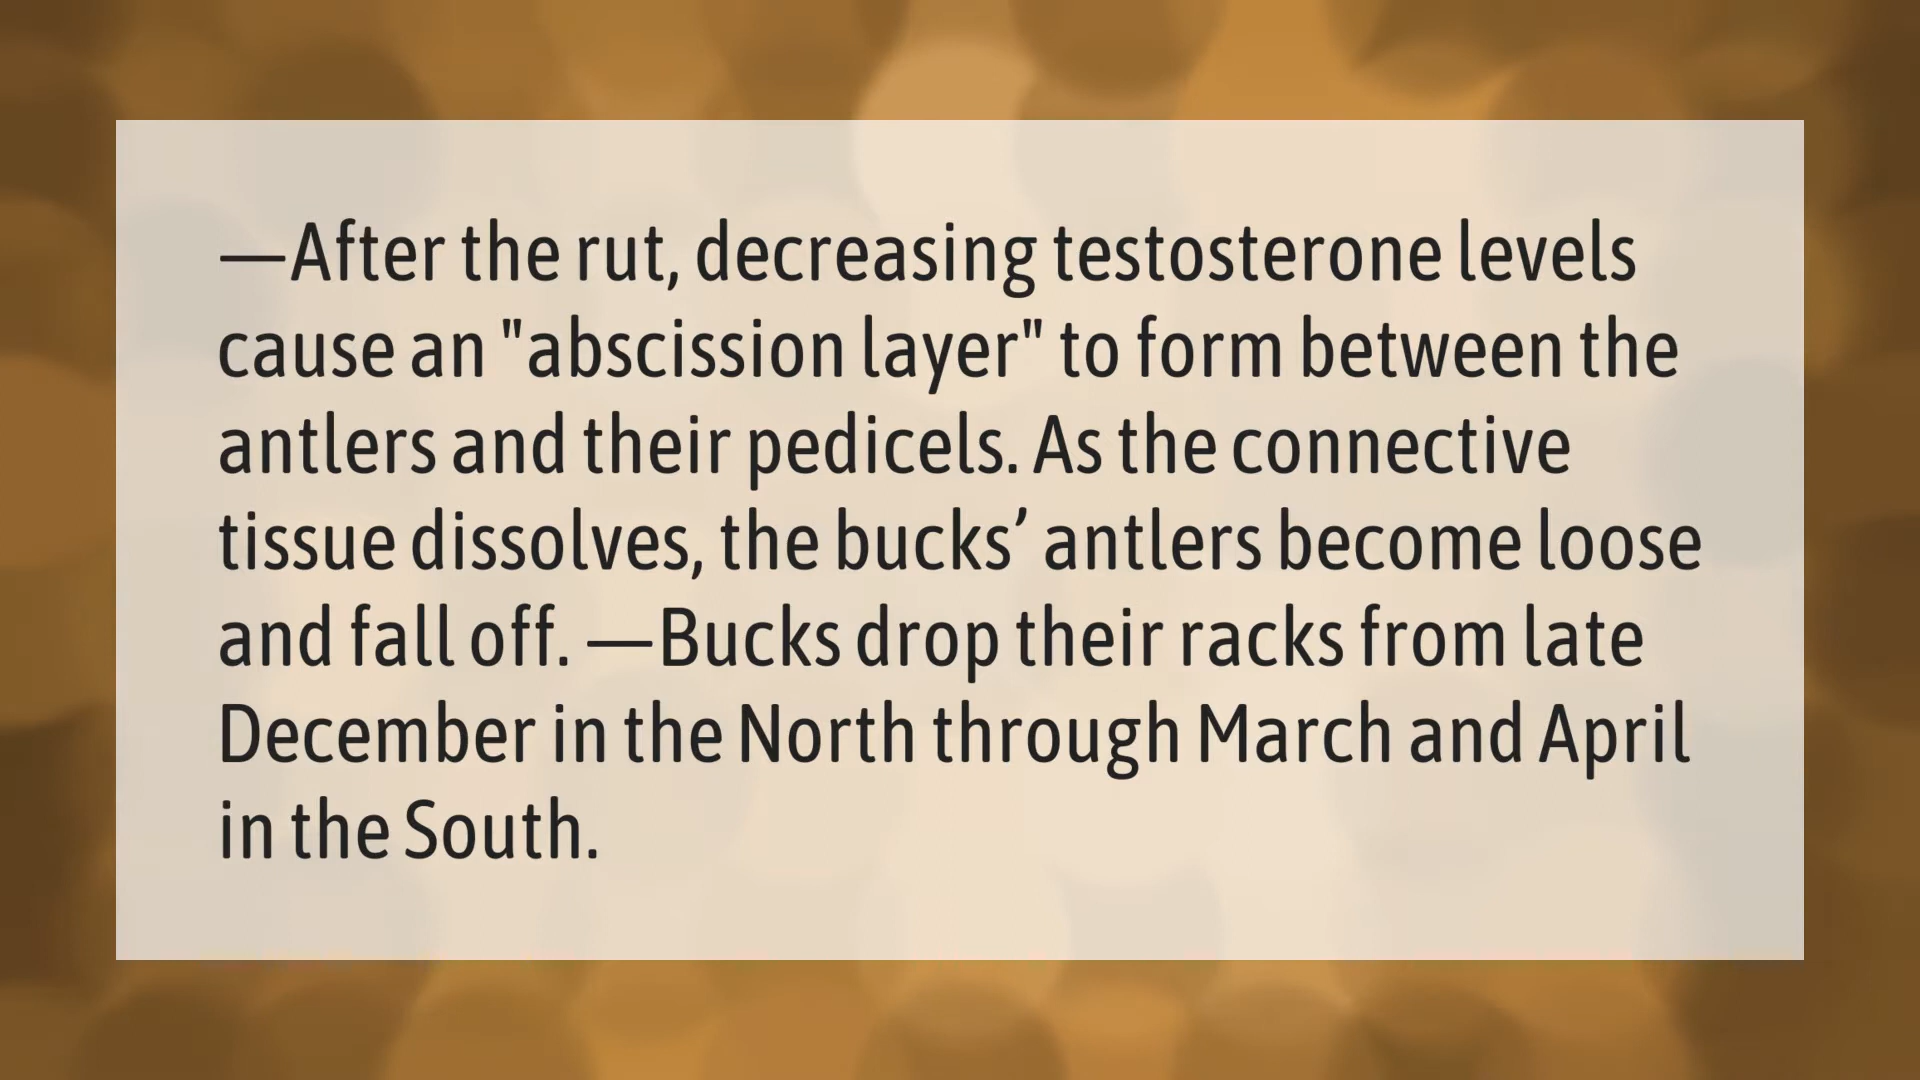 —After the rut, decreasing testosterone levels
cause an "abscission layer" to form between the
antlers and their pedicels. As the connective
tissue dissolves, the bucks’ antlers become loose
and fall off. —Bucks drop their racks from late
December in the North through March and April
in the South.